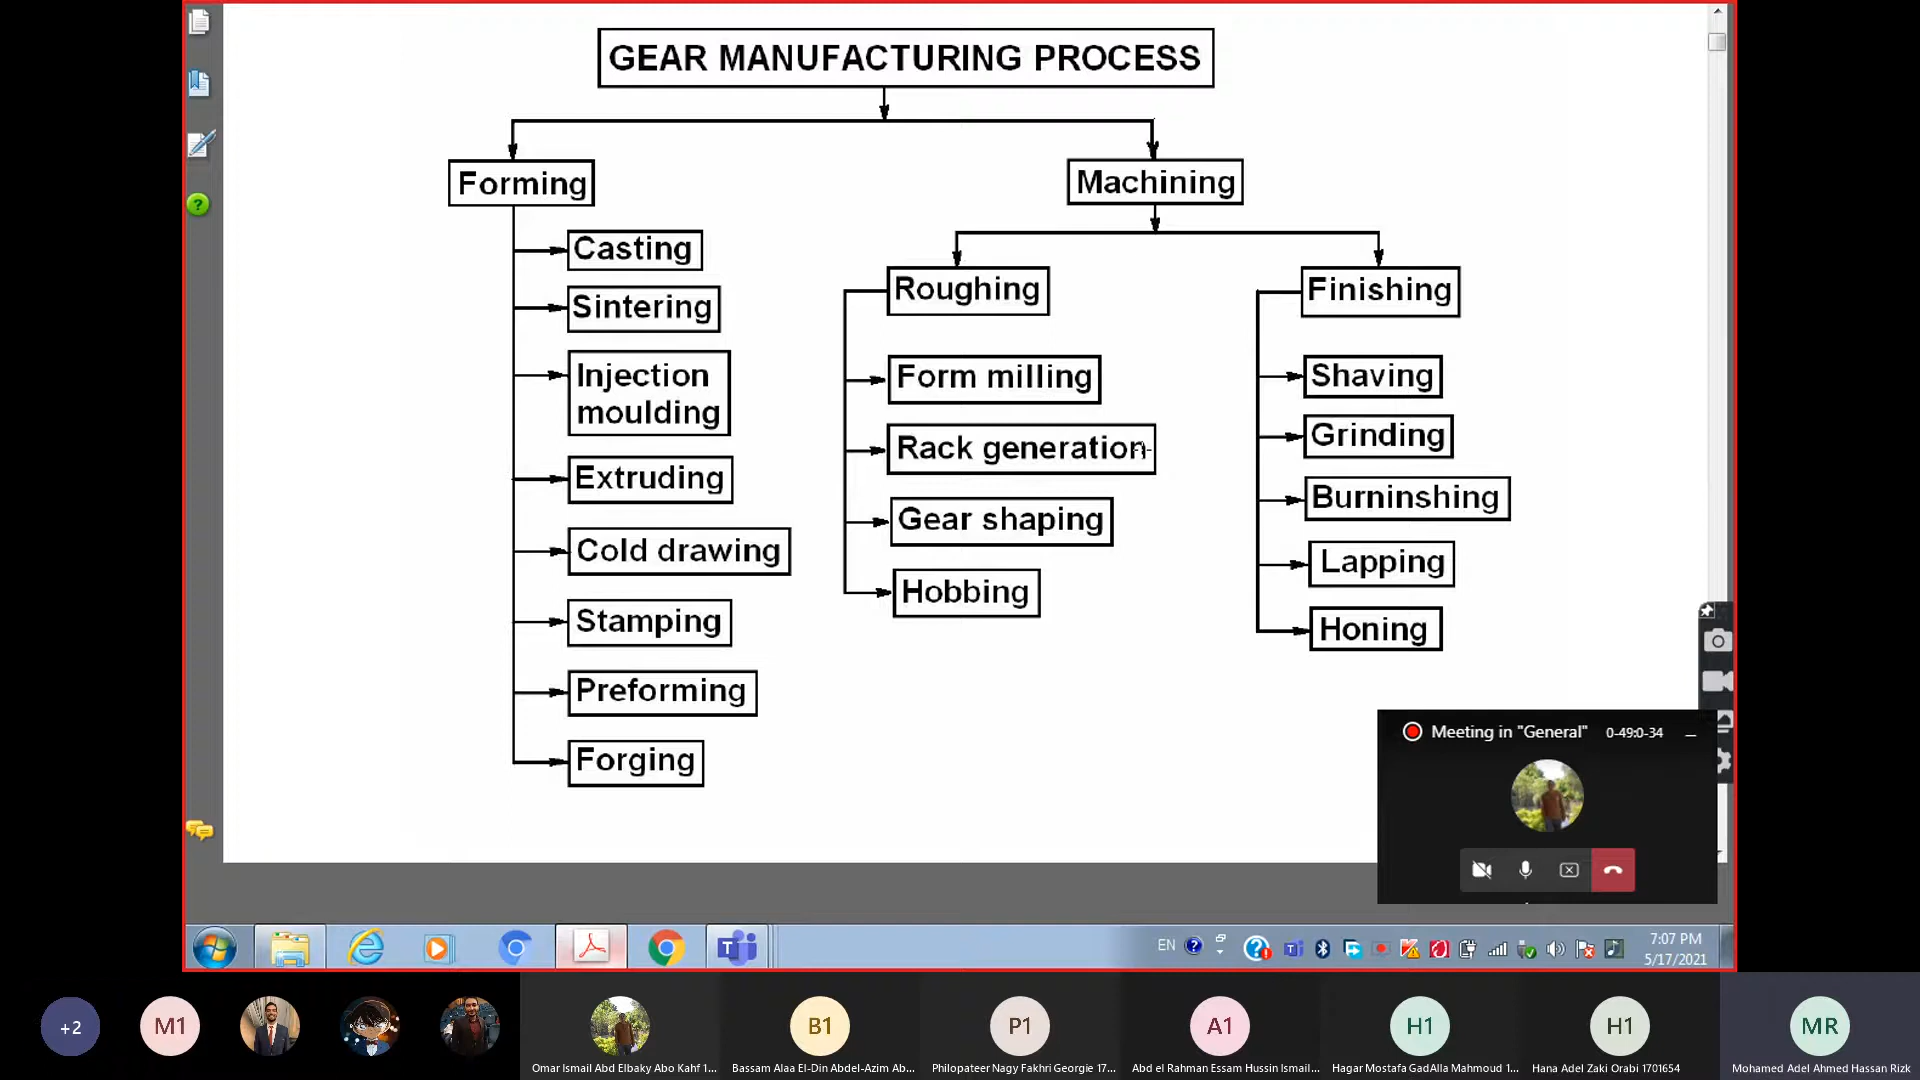 GEAR MANUFACTURING PROCESS
Forming
Machining
Casting
Sintering
Injection
moulding
Extruding
Cold drawing
Stamping
Preforming
Forging
Roughing
Form milling
Rack generation
Gear shaping
Hobbing
Finishing
Shaving
Grinding
Burninshing
Lapping
Honing
Meeting in "General" 0-49:0-34
EN
7:07 PM
5/17/2021
+2
M1
B1
P1
A1
H1
H1
MR
Omar Ismail Abd Elbaky Abo Kahf 1...
Bassam Alaa El-Din Abdel-Azim Ab...
Philopateer Nagy Fakhri Georgie 17...
Abd el Rahman Essam Hussin Ismail...
Hagar Mostafa GadAlla Mahmoud 1...
Hana Adel Zaki Orabi 1701654
Mohamed Adel Ahmed Hassan Rizk